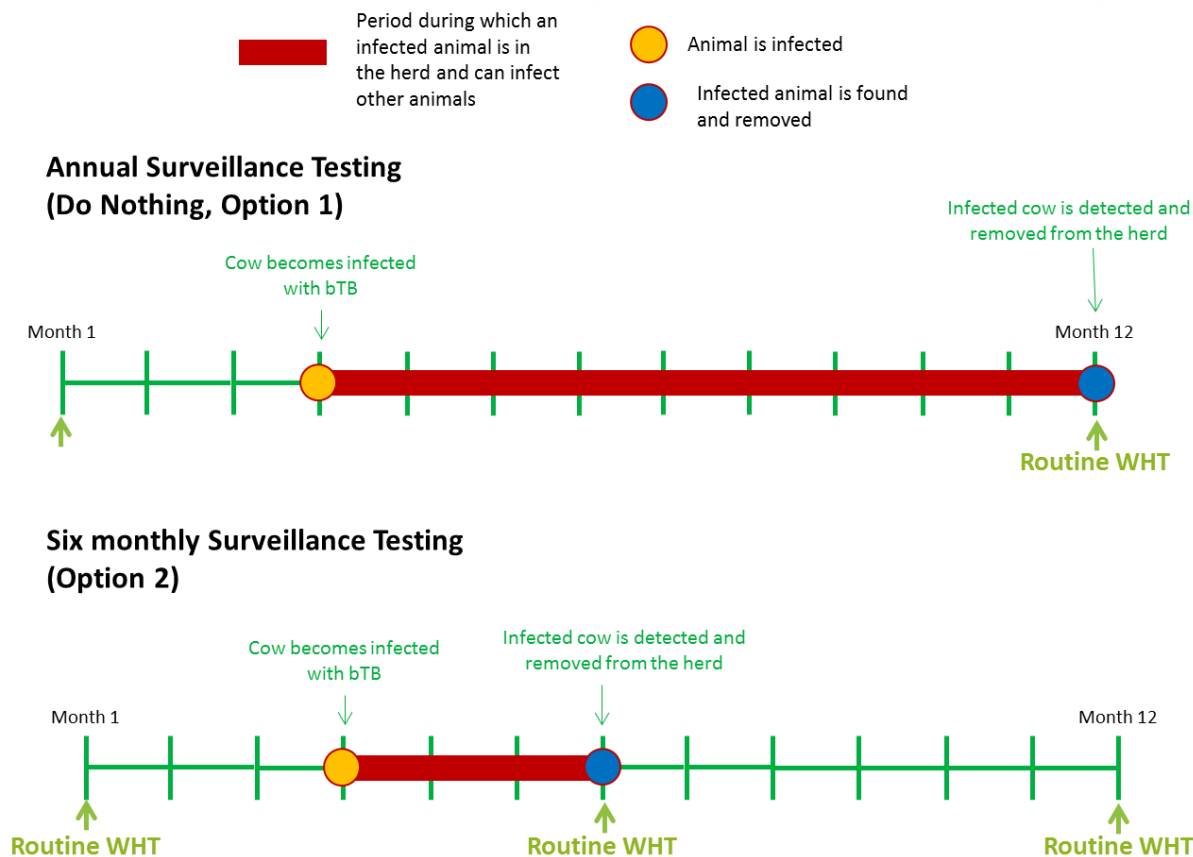 Period during which an
infected animal is in
the herd and can infect
other animals
Animal is infected
Infected animal is found
and removed
Annual Surveillance Testing
(Do Nothing, Option 1)
Infected cow is detected and
removed from the herd
Cow becomes infected
with bTB
Month 1
Month 12
Routine WHT
Six monthly Surveillance Testing
(Option 2)
Cow becomes infected
with bTB
Infected cow is detected and
removed from the herd
Month 1
Month 12
Routine WHT
Routine WHT
Routine WHT